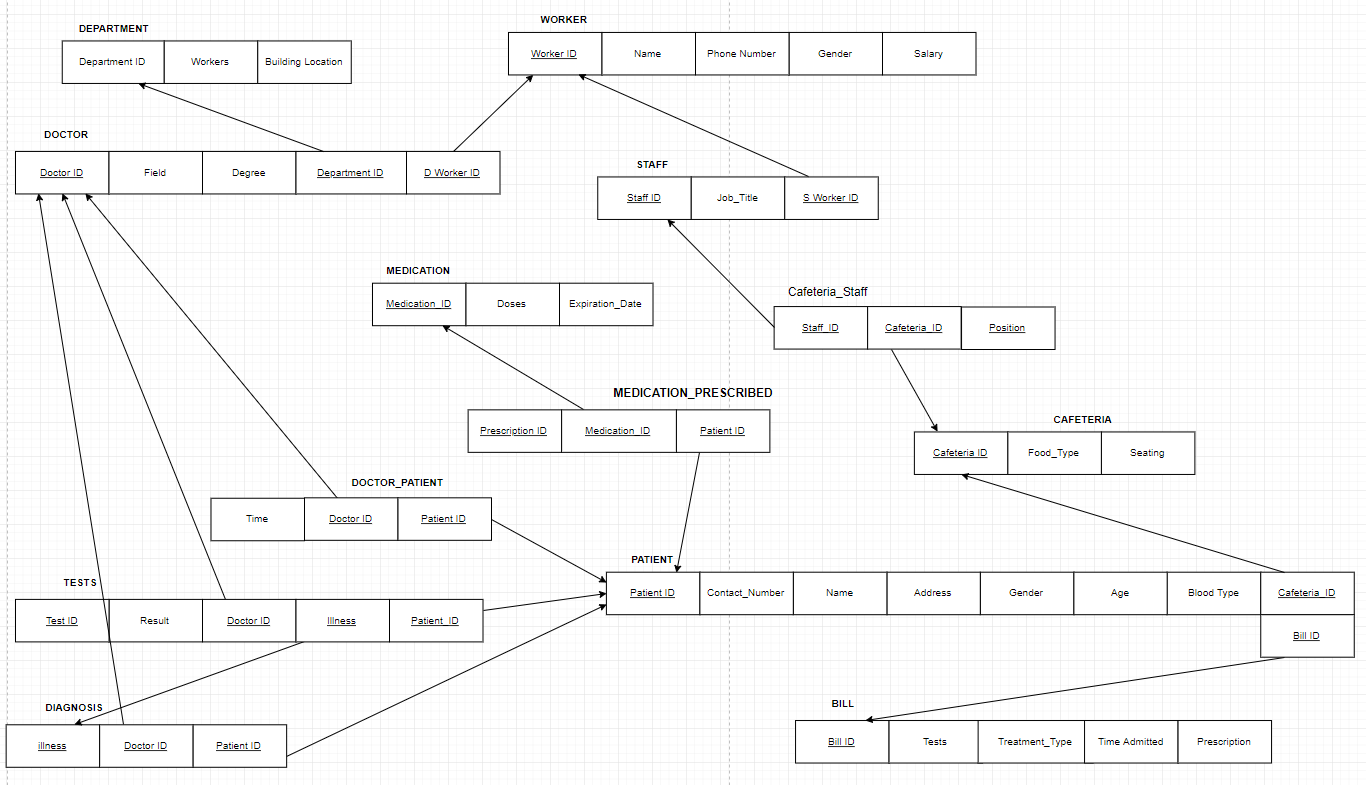 WORKER
DEPARTMENT
Worker ID Name Phone Number Gender Salary
Department ID Workers Building Location
DOCTOR
STAFF
Doctor ID Field Degree Department ID D Worker ID
Staff ID Job_Title S Worker ID
MEDICATION
Cafeteria_Staff
Medication_ID Doses Expiration_Date
Staff_ID Cafeteria_ID Position
MEDICATION_PRESCRIBED
CAFETERIA
Prescription ID Medication_ID Patient ID
Cafeteria ID Food_Type Seating
DOCTOR_PATIENT
Time Doctor ID Patient ID
PATIENT
TESTS
Patient ID Contact_Number Name Address Gender Age Blood Type Cafeteria_ID
Test ID Result Doctor ID Illness Patient_ID
Bill ID
DIAGNOSIS
BILL
illness Doctor ID Patient ID
Bill ID Tests Treatment_Type Time Admitted Prescription